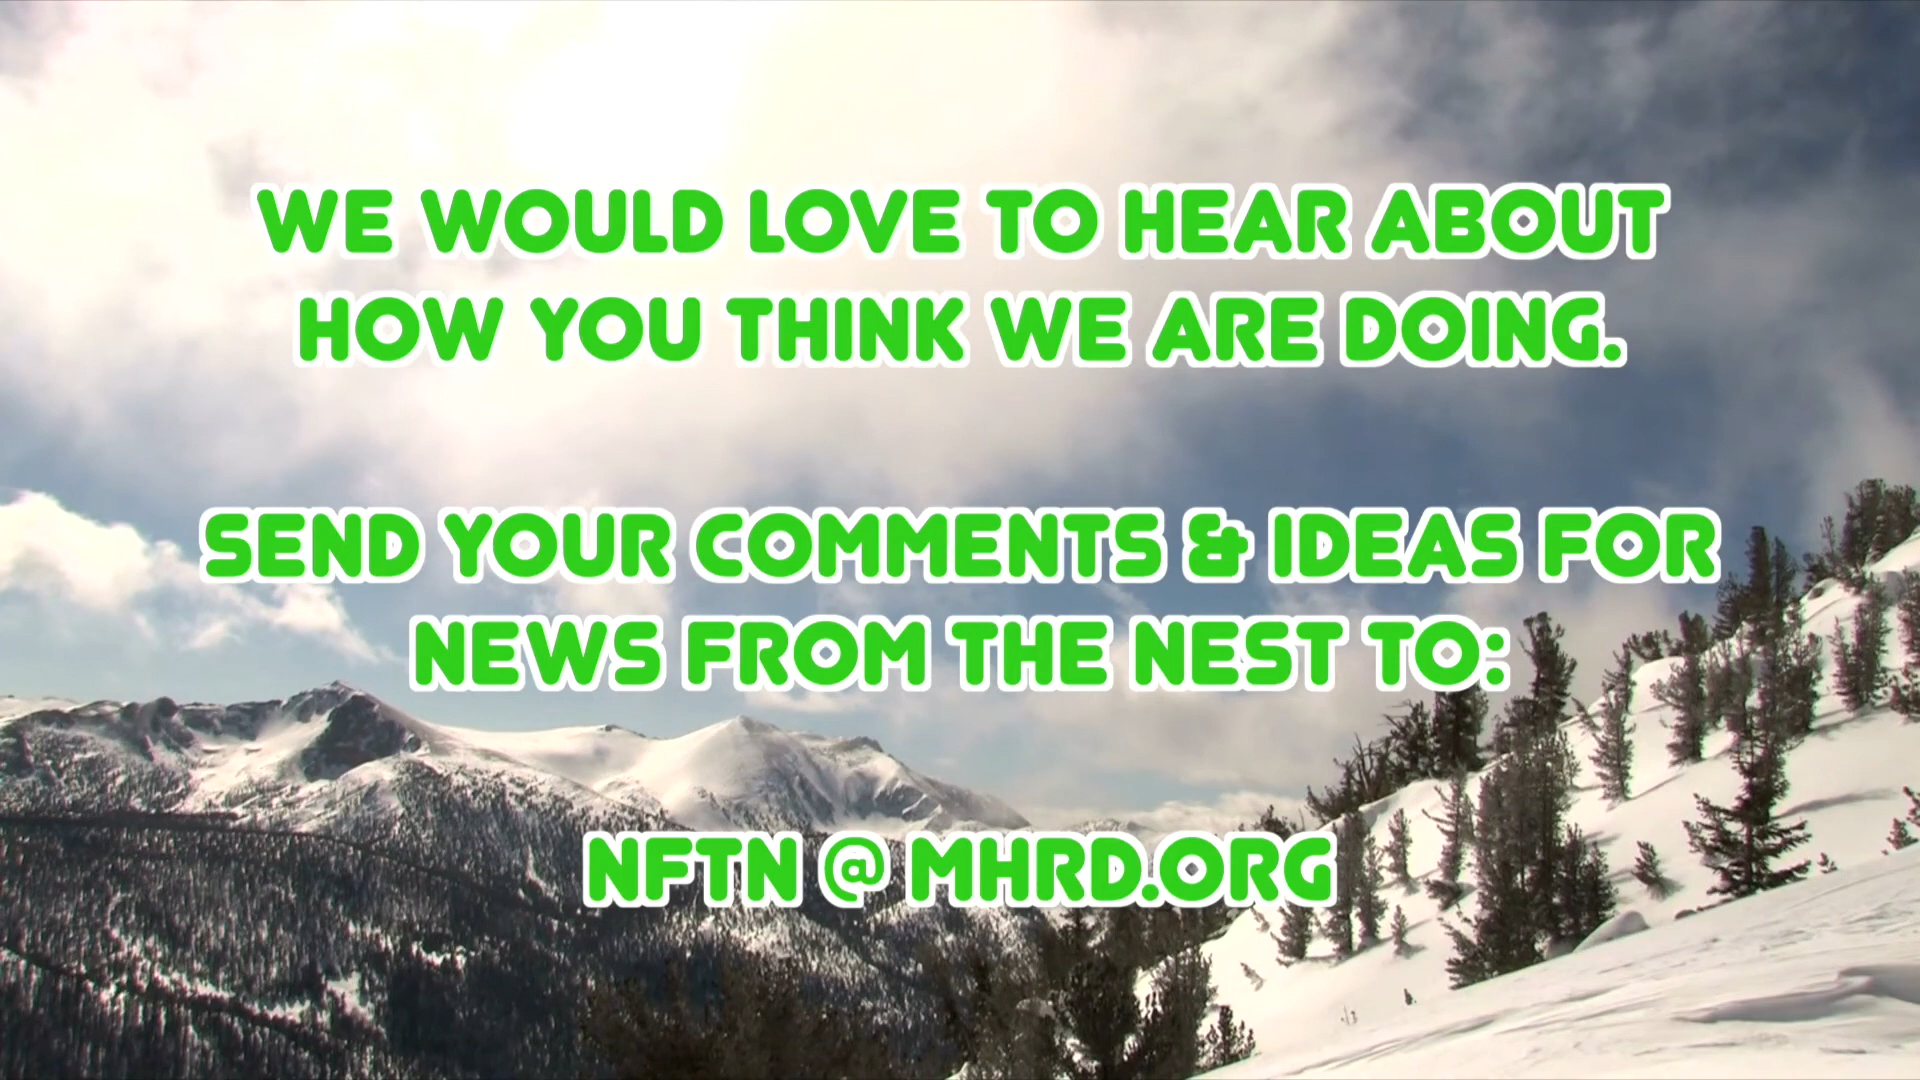 WE WOULD LOVE TO HEAR ABOUT
HOW YOU THINK WE ARE DOING.
SEND YOUR COMMENTS & IDEAS FOR
NEWS FROM THE NEST TO:
NFTN @ MHRD.ORG